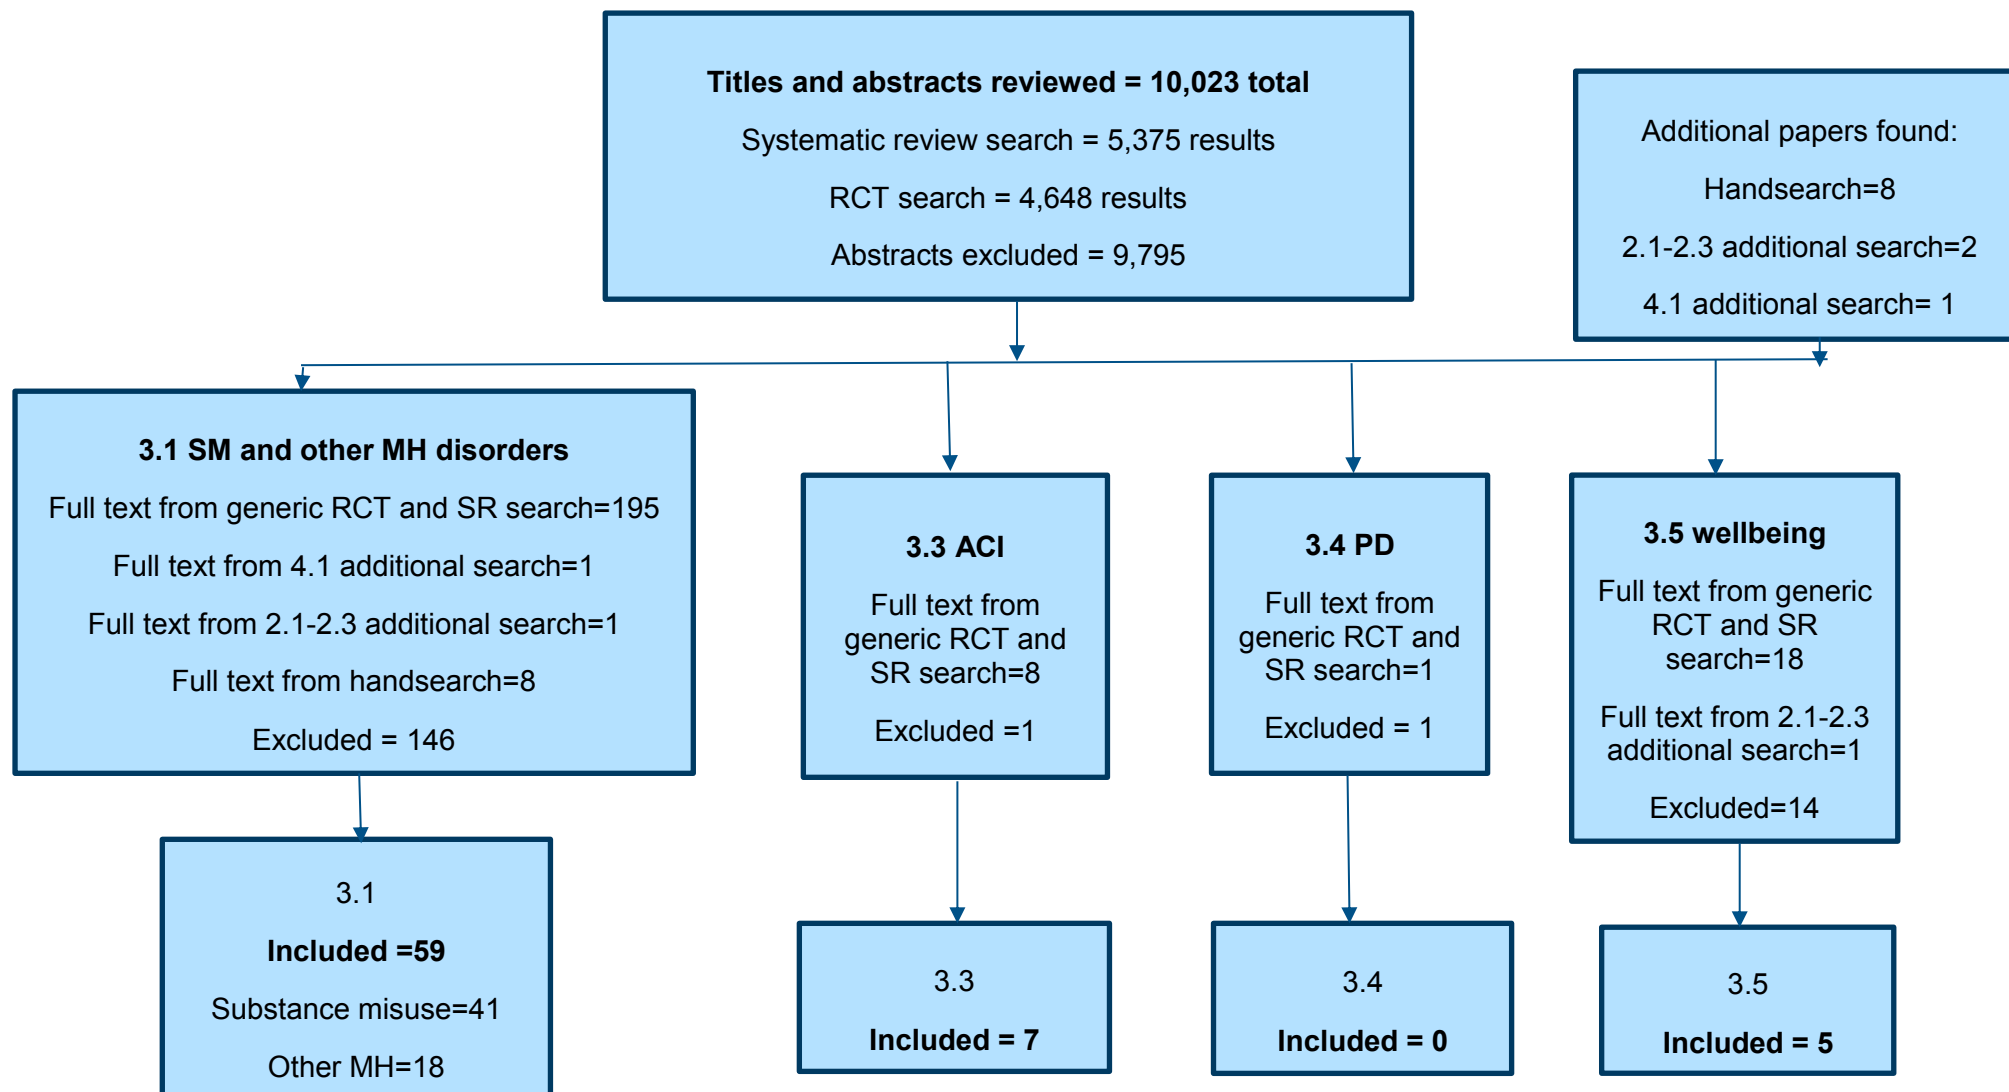 Titles and abstracts reviewed = 10,023 total
Systematic review search = 5,375 results
RCT search = 4,648 results
Abstracts excluded = 9,795
Additional papers found:
Handsearch=8
2.1-2.3 additional search=2
4.1 additional search= 1
3.1 SM and other MH disorders
Full text from generic RCT and SR search=195
Full text from 4.1 additional search=1
Full text from 2.1-2.3 additional search=1
Full text from handsearch=8
Excluded = 146
3.3 ACI
Full text from
generic RCT and
SR search=8
Excluded =1
3.4 PD
Full text from
generic RCT and
SR search=1
Excluded = 1
3.5 wellbeing
Full text from generic
RCT and SR
search=18
Full text from 2.1-2.3
additional search=1
Excluded=14
3.1
Included =59
Substance misuse=41
Other MH=18
3.3
Included = 7
3.4
Included = 0
3.5
Included = 5